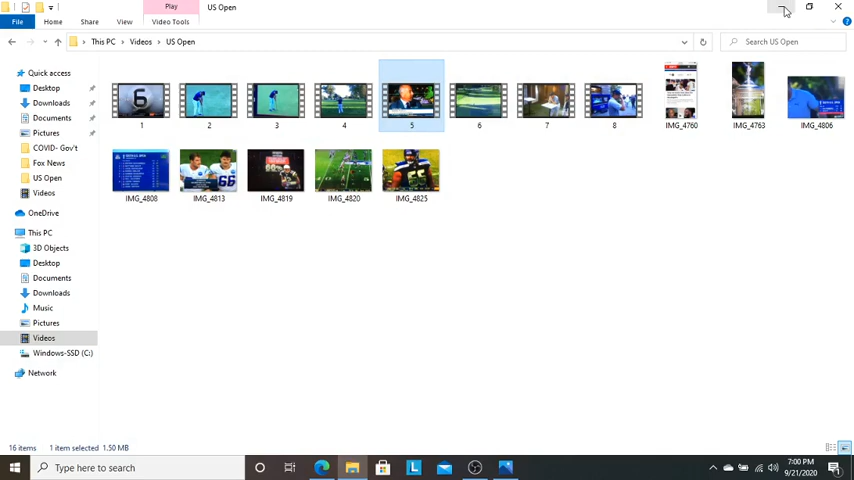 Play
US Open
File
Home
Share
View
Video Tools
This PC
Videos
US Open
Search US Open
Quick access
Desktop
Downloads
Documents
Pictures
COVID- Gov't
Fox News
US Open
Videos
OneDrive
This PC
3D Objects
Desktop
Documents
Downloads
Music
Pictures
Videos
Windows-SSD (C:)
Network
1
2
3
4
5
6
7
8
IMG_4760
IMG_4763
IMG_4806
IMG_4808
IMG_4813
IMG_4819
IMG_4820
IMG_4825
16 items
1 item selected 1.50 MB
Type here to search
7:00 PM
9/21/2020